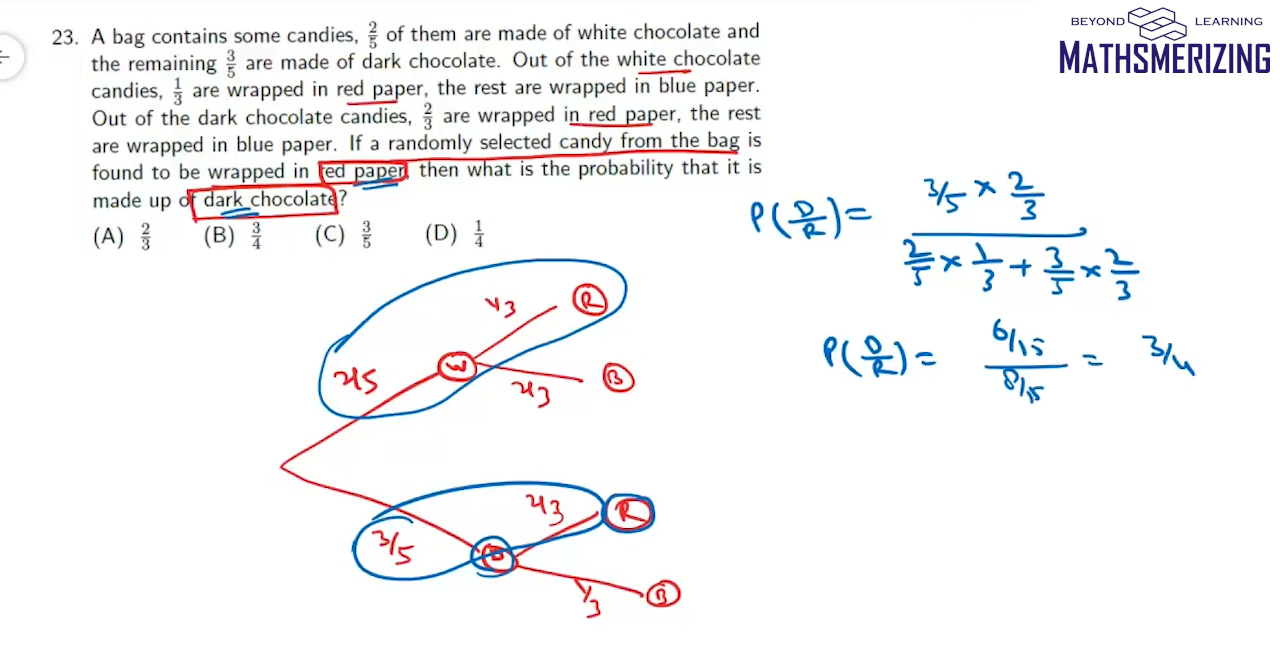 BEYOND LEARNING
MATHSMERIZING
23. A bag contains some candies, 2/5 of them are made of white chocolate and
the remaining 3/5 are made of dark chocolate. Out of the white chocolate
candies, 1/3 are wrapped in red paper, the rest are wrapped in blue paper.
Out of the dark chocolate candies, 2/3 are wrapped in red paper, the rest
are wrapped in blue paper. If a randomly selected candy from the bag is
found to be wrapped in red paper, then what is the probability that it is
made up of dark chocolate?
(A) 2/3 (B) 3/4 (C) 3/5 (D) 1/4
P(D/R) = (3/5 × 2/3) / (2/5 × 1/3 + 3/5 × 2/3)
P(D/R) = (6/15) / (8/15) = 3/4
1/3 R
2/5 W
2/3 B
2/3 R
3/5 D
1/3 B